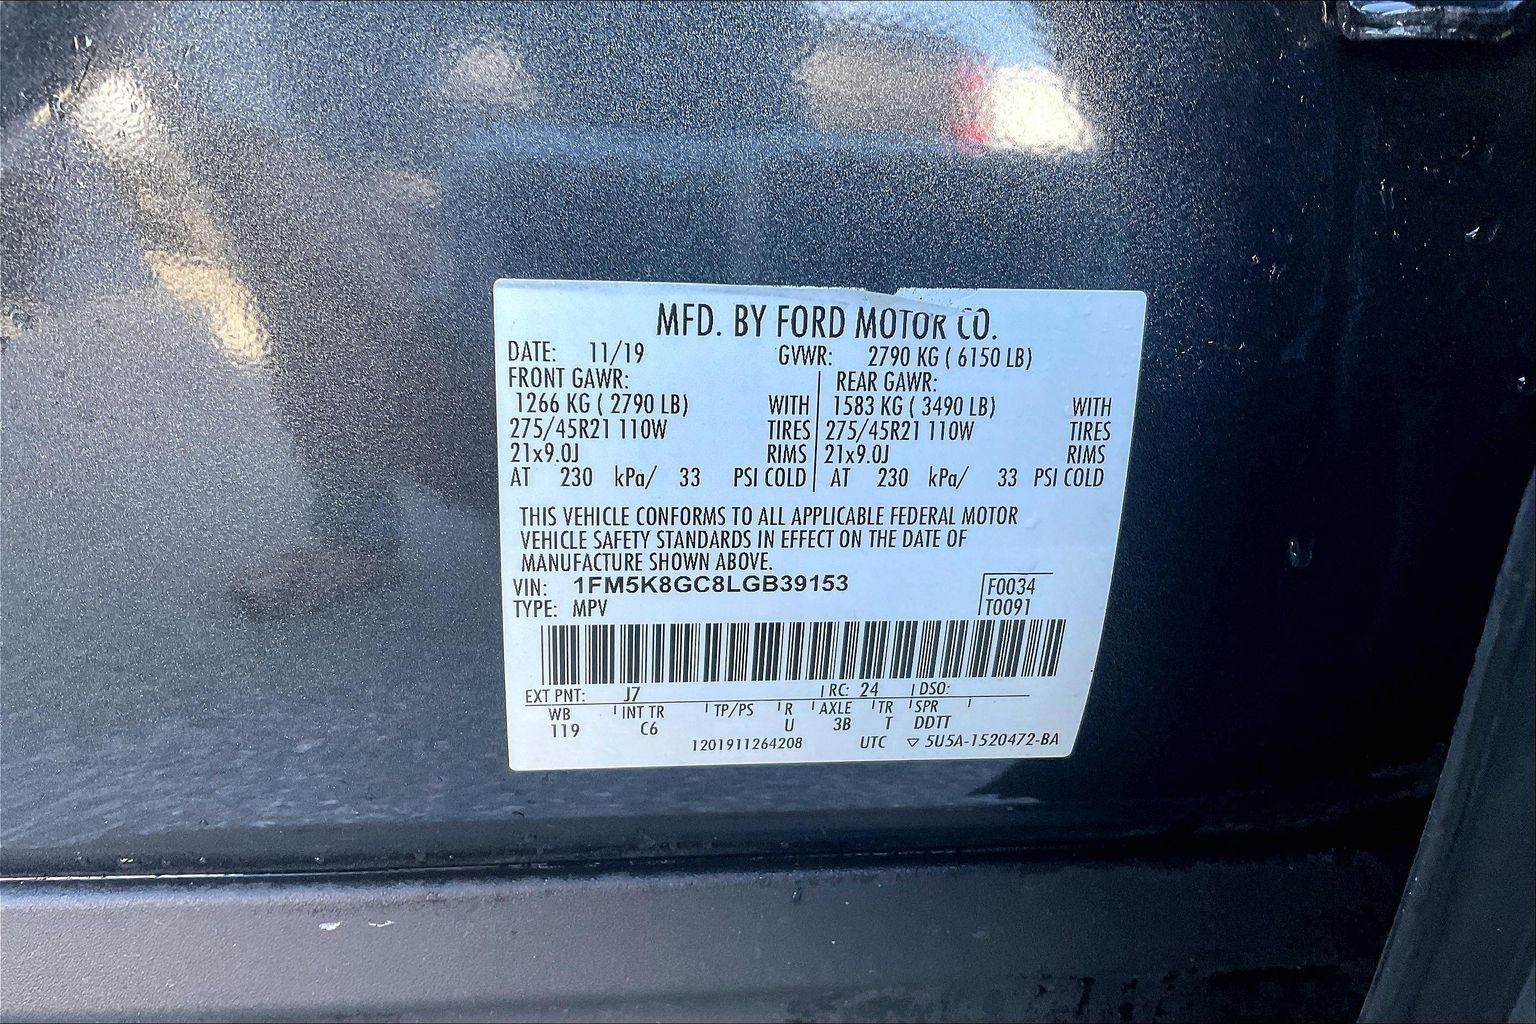 MFD. BY FORD MOTOR CO.
DATE: 11/19 GVWR: 2790 KG ( 6150 LB)
FRONT GAWR: REAR GAWR:
1266 KG ( 2790 LB) WITH 1583 KG ( 3490 LB) WITH
275/45R21 110W TIRES 275/45R21 110W TIRES
21x9.0J RIMS 21x9.0J RIMS
AT 230 kPa/ 33 PSI COLD AT 230 kPa/ 33 PSI COLD
THIS VEHICLE CONFORMS TO ALL APPLICABLE FEDERAL MOTOR
VEHICLE SAFETY STANDARDS IN EFFECT ON THE DATE OF
MANUFACTURE SHOWN ABOVE.
VIN: 1FM5K8GC8LGB39153 F0034
TYPE: MPV T0091
EXT PNT: J7 RC: 24 DSO:
WB INT TR TP/PS R AXLE TR SPR
119 C6 U 3B T DDTT
1201911264208 UTC ▽ 5U5A-1520472-BA